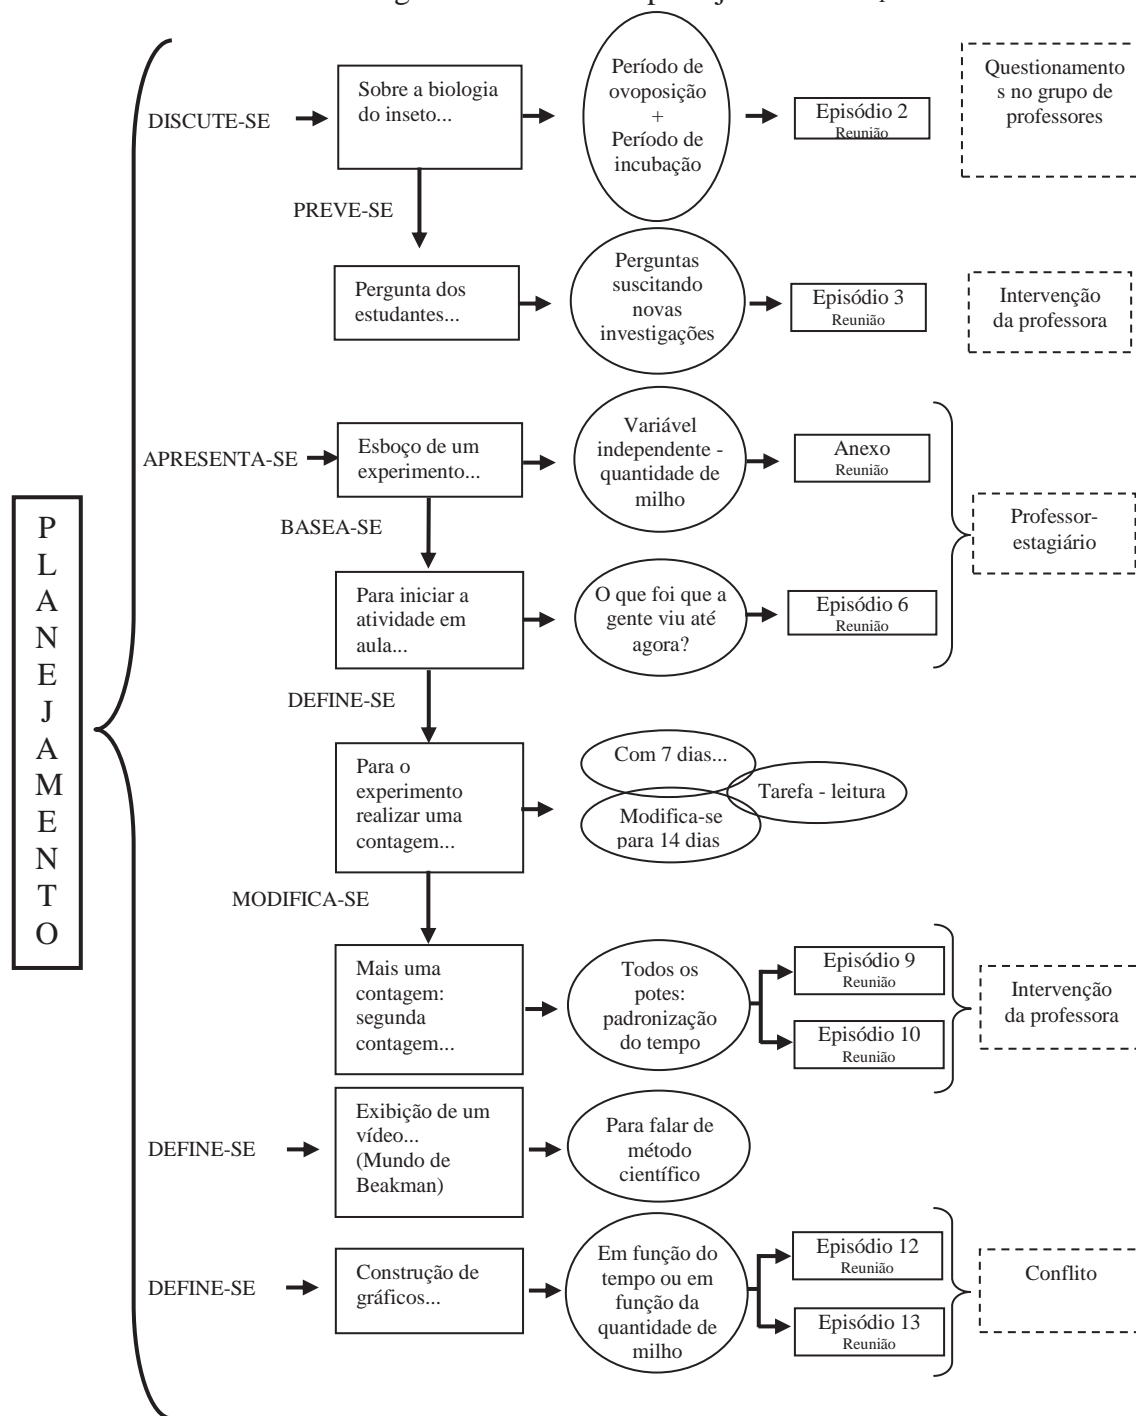 DISCUTE-SE
Sobre a biologia
do inseto...
Período de
ovoposição
+
Período de
incubação
Episódio 2
Reunião
Questionamento
s no grupo de
professores
PREVE-SE
Pergunta dos
estudantes...
Perguntas
suscitando
novas
investigações
Episódio 3
Reunião
Intervenção
da professora
APRESENTA-SE
Esboço de um
experimento...
Variável
independente -
quantidade de
milho
Anexo
Reunião
BASEA-SE
Para iniciar a
atividade em
aula...
O que foi que a
gente viu até
agora?
Episódio 6
Reunião
Professor-
estagiário
DEFINE-SE
Para o
experimento
realizar uma
contagem...
Com 7 dias...
Tarefa - leitura
Modifica-se
para 14 dias
MODIFICA-SE
Mais uma
contagem:
segunda
contagem...
Todos os
potes:
padronização
do tempo
Episódio 9
Reunião
Episódio 10
Reunião
Intervenção
da professora
DEFINE-SE
Exibição de um
vídeo...
(Mundo de
Beakman)
Para falar de
método
científico
DEFINE-SE
Construção de
gráficos...
Em função do
tempo ou em
função da
quantidade de
milho
Episódio 12
Reunião
Episódio 13
Reunião
Conflito
P
L
A
N
E
J
A
M
E
N
T
O